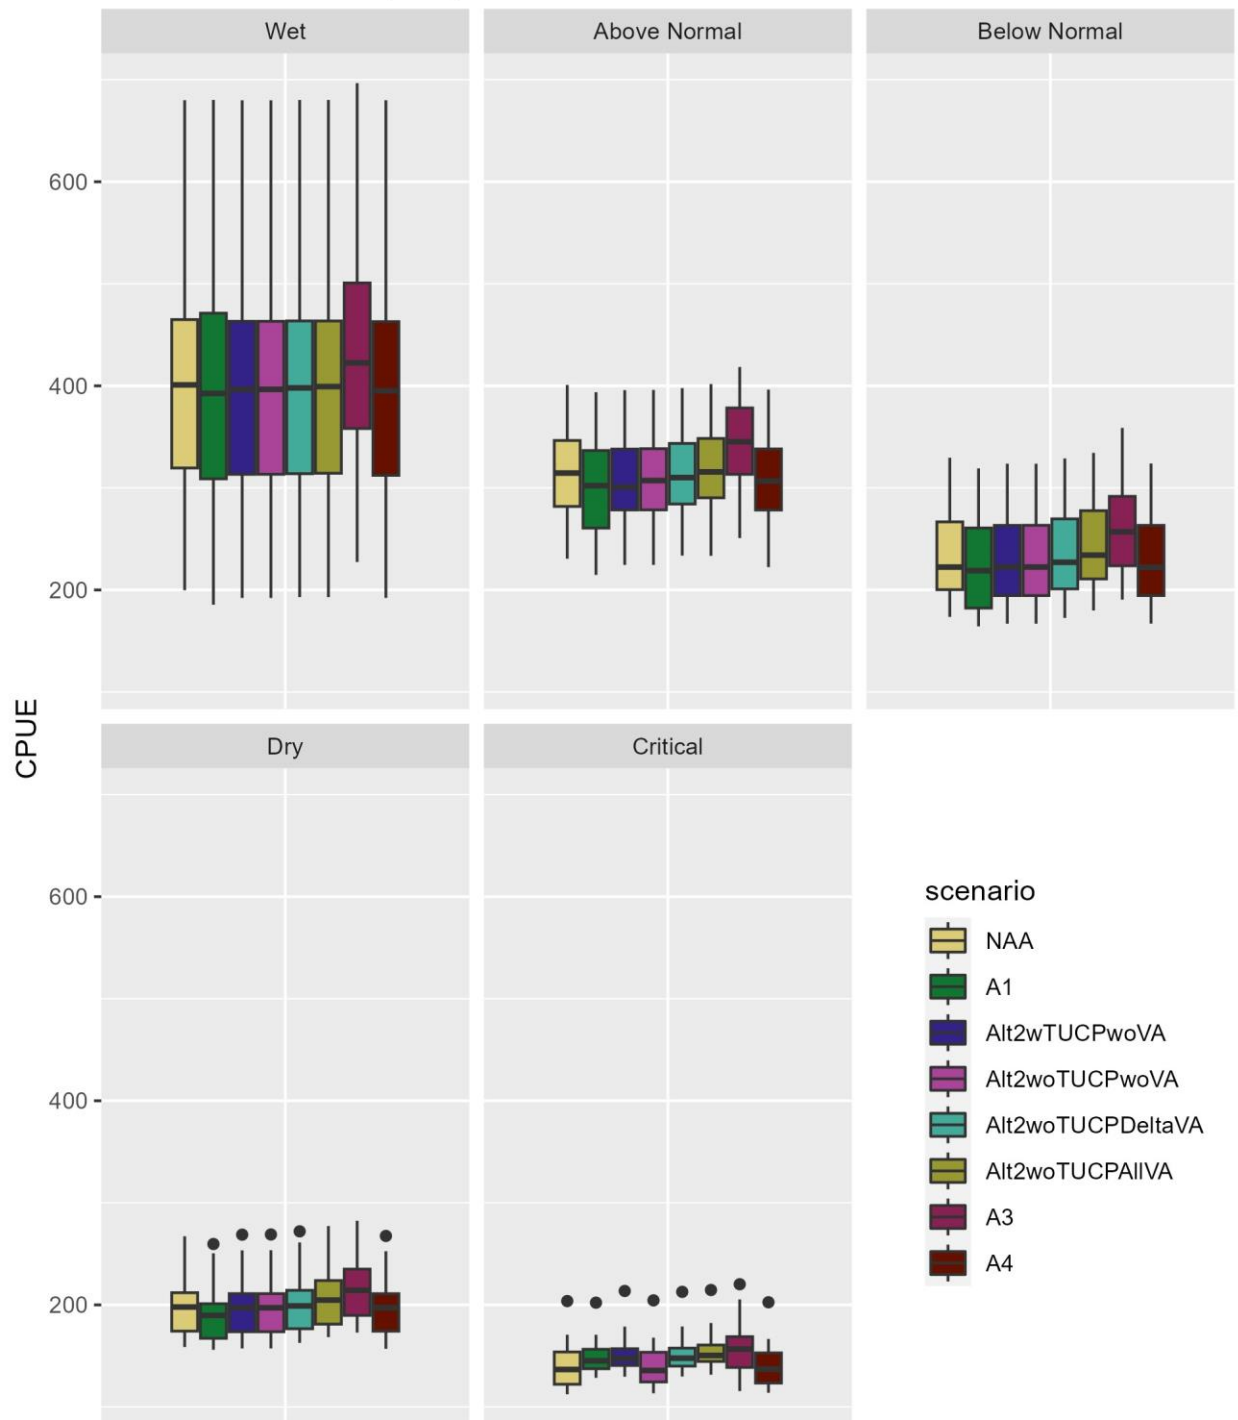 Wet
Above Normal
Below Normal
600
400
200
CPUE
Dry
Critical
600
400
200
scenario
NAA
A1
Alt2wTUCPwoVA
Alt2woTUCPwoVA
Alt2woTUCPDeltaVA
Alt2woTUCPAllVA
A3
A4